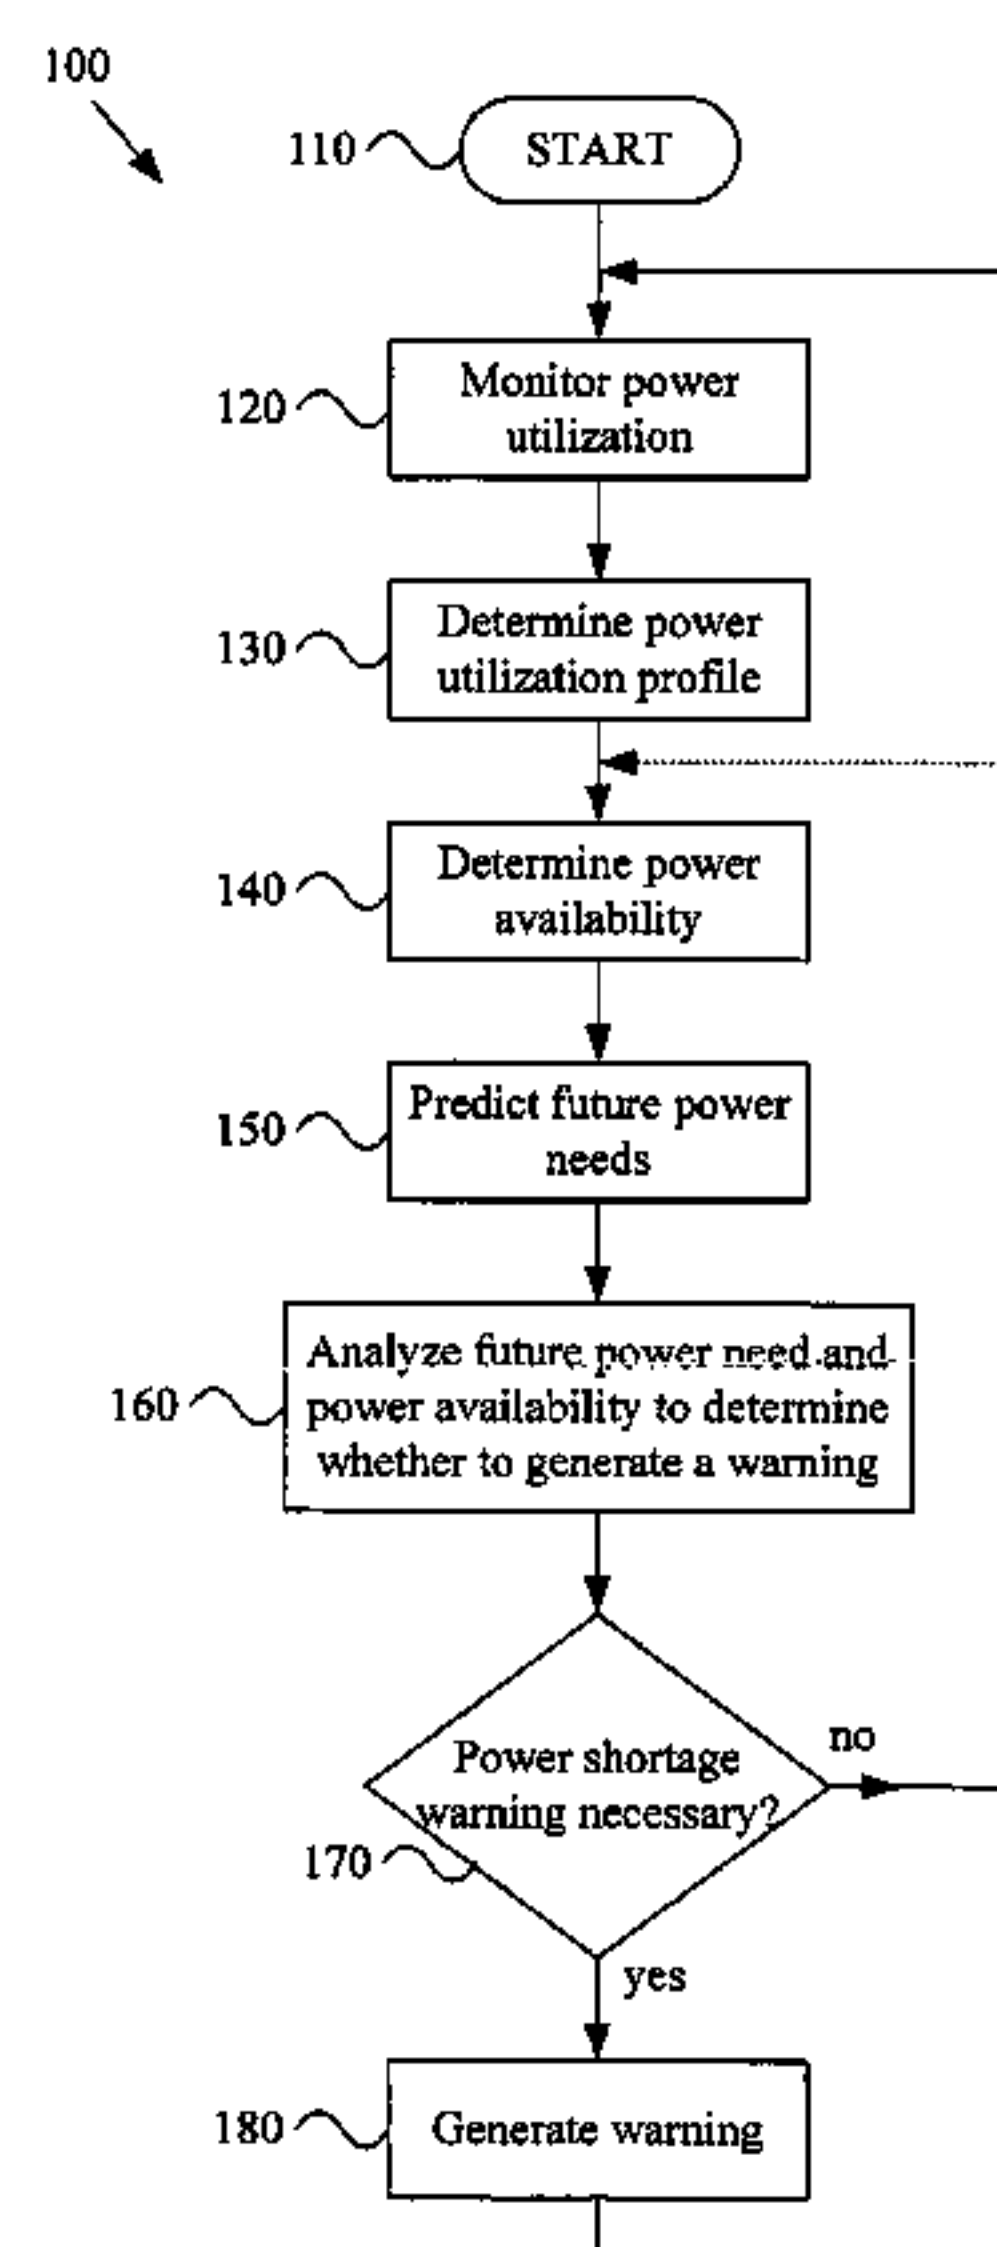 100
110
START
120
Monitor power
utilization
130
Determine power
utilization profile
140
Determine power
availability
150
Predict future power
needs
160
Analyze future power need and
power availability to determine
whether to generate a warning
no
Power shortage
warning necessary?
170
yes
180
Generate warning